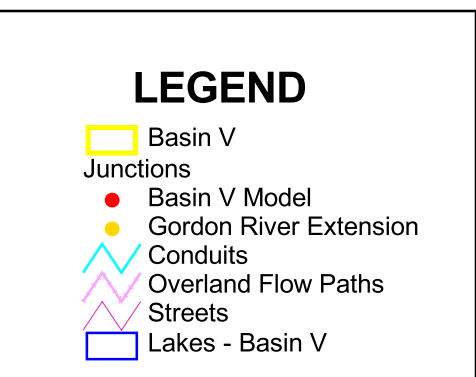 LEGEND
Basin V
Junctions
Basin V Model
Gordon River Extension
Conduits
Overland Flow Paths
Streets
Lakes - Basin V